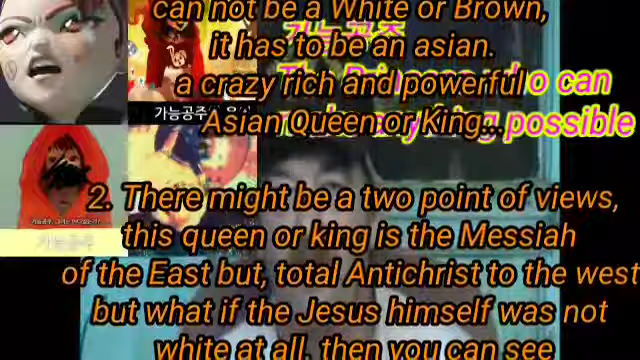 can not be a White or Brown,
it has to be an asian.
a crazy rich and powerful
Asian Queen or King...
possible
가능공주
2. There might be a two point of views,
this queen or king is the Messiah
of the East but, total Antichrist to the west
but what if the Jesus himself was not
white at all. then you can see